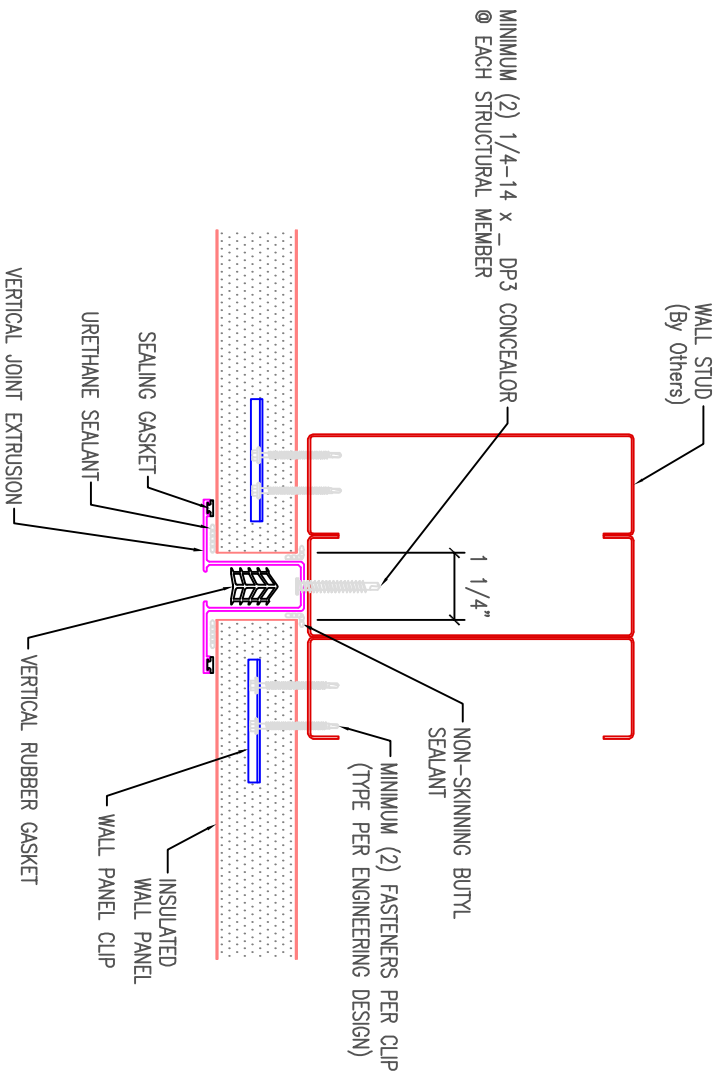 WALL STUD
(By Others)
MINIMUM (2) 1/4-14 x _ DP3 CONCEALOR
@ EACH STRUCTURAL MEMBER
1 1/4"
NON-SKINNING BUTYL
SEALANT
MINIMUM (2) FASTENERS PER CLIP
(TYPE PER ENGINEERING DESIGN)
SEALING GASKET
URETHANE SEALANT
VERTICAL JOINT EXTRUSION
VERTICAL RUBBER GASKET
WALL PANEL CLIP
INSULATED
WALL PANEL